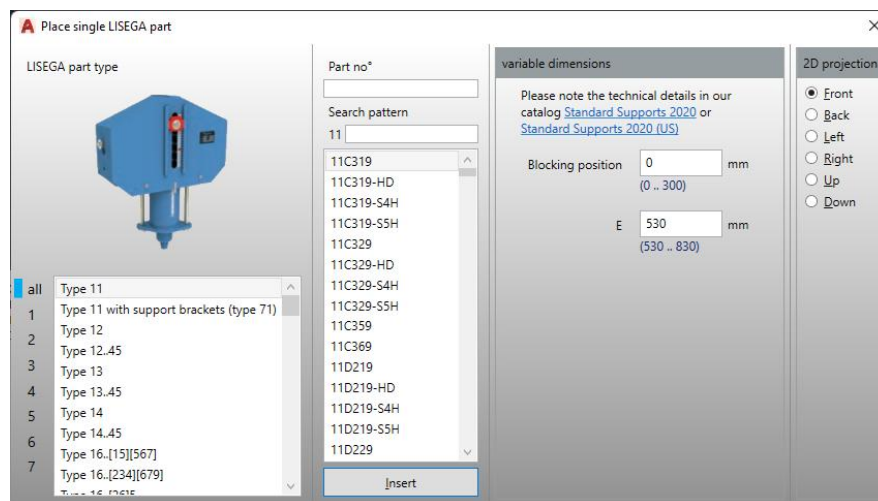 Place single LISEGA part
LISEGA part type
all
1
2
3
4
5
6
7
Type 11
Type 11 with support brackets (type 71)
Type 12
Type 12..45
Type 13
Type 13..45
Type 14
Type 14..45
Type 16..[15][567]
Type 16..[234][679]
Part no°
Search pattern
11
11C319
11C319-HD
11C319-S4H
11C319-S5H
11C329
11C329-HD
11C329-S4H
11C329-S5H
11C359
11C369
11D219
11D219-HD
11D219-S4H
11D219-S5H
11D229
Insert
variable dimensions
Please note the technical details in our
catalog Standard Supports 2020 or
Standard Supports 2020 (US)
Blocking position 0 mm
(0 .. 300)
E 530 mm
(530 .. 830)
2D projection
Front
Back
Left
Right
Up
Down